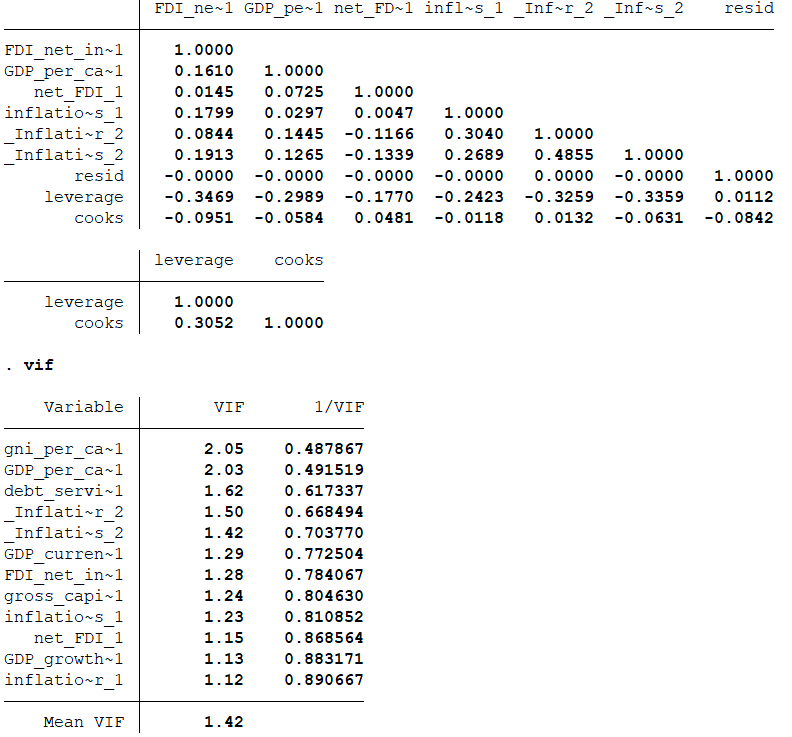 FDI_ne~1 GDP_pe~1 net_FD~1 infl~s_1 _Inf~r_2 _Inf~s_2 resid
FDI_net_in~1 1.0000
GDP_per_ca~1 0.1610 1.0000
net_FDI_1 0.0145 0.0725 1.0000
inflatio~s_1 0.1799 0.0297 0.0047 1.0000
_Inflati~r_2 0.0844 0.1445 -0.1166 0.3040 1.0000
_Inflati~s_2 0.1913 0.1265 -0.1339 0.2689 0.4855 1.0000
resid -0.0000 -0.0000 -0.0000 -0.0000 0.0000 -0.0000 1.0000
leverage -0.3469 -0.2989 -0.1770 -0.2423 -0.3259 -0.3359 0.0112
cooks -0.0951 -0.0584 0.0481 -0.0118 0.0132 -0.0631 -0.0842
leverage cooks
leverage 1.0000
cooks 0.3052 1.0000
. vif
Variable VIF 1/VIF
gni_per_ca~1 2.05 0.487867
GDP_per_ca~1 2.03 0.491519
debt_servi~1 1.62 0.617337
_Inflati~r_2 1.50 0.668494
_Inflati~s_2 1.42 0.703770
GDP_curren~1 1.29 0.772504
FDI_net_in~1 1.28 0.784067
gross_capi~1 1.24 0.804630
inflatio~s_1 1.23 0.810852
net_FDI_1 1.15 0.868564
GDP_growth~1 1.13 0.883171
inflatio~r_1 1.12 0.890667
Mean VIF 1.42